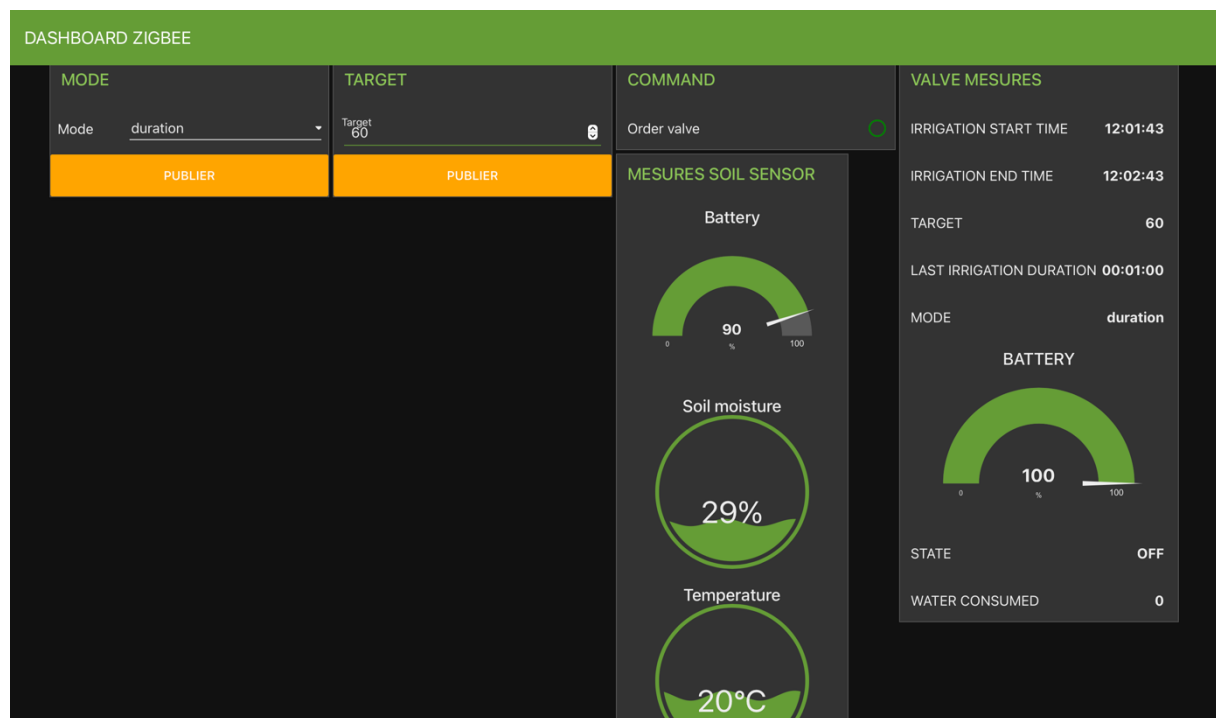 DASHBOARD ZIGBEE
MODE
Mode duration
PUBLIER
TARGET
Target
60
PUBLIER
COMMAND
Order valve
MESURES SOIL SENSOR
Battery
90
%
0 100
Soil moisture
29%
Temperature
20°C
VALVE MESURES
IRRIGATION START TIME 12:01:43
IRRIGATION END TIME 12:02:43
TARGET 60
LAST IRRIGATION DURATION 00:01:00
MODE duration
BATTERY
100
%
0 100
STATE OFF
WATER CONSUMED 0